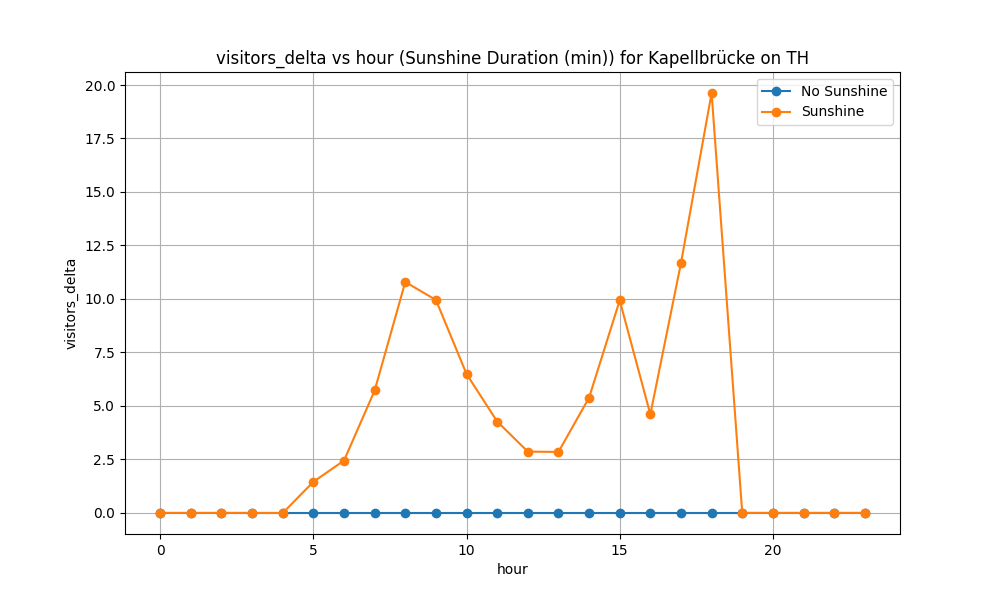 visitors_delta vs hour (Sunshine Duration (min)) for Kapellbrücke on TH
No Sunshine
Sunshine
visitors_delta
20.0
17.5
15.0
12.5
10.0
7.5
5.0
2.5
0.0
0 5 10 15 20
hour